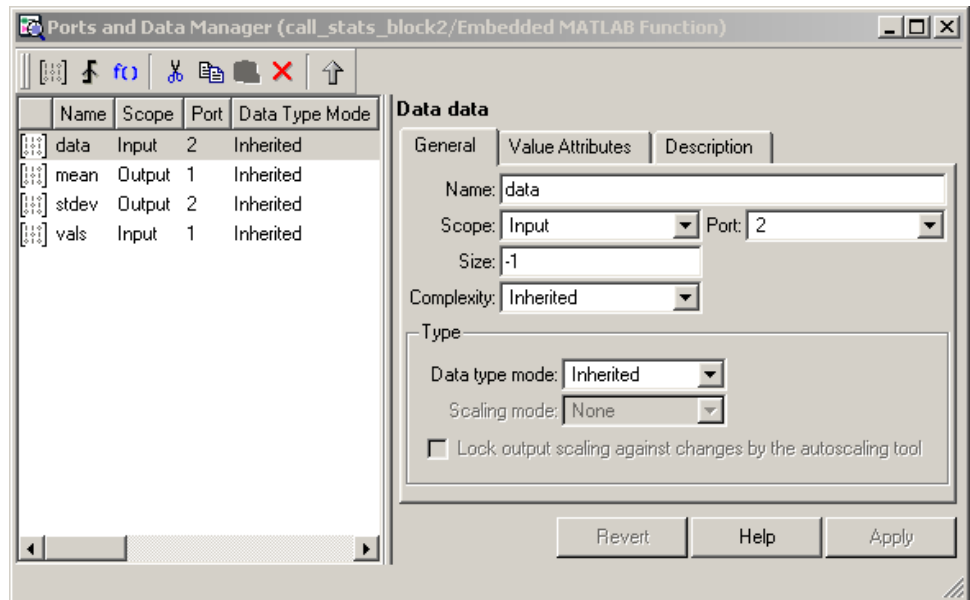 Ports and Data Manager (call_stats_block2/Embedded MATLAB Function)
f()
Name Scope Port Data Type Mode
data Input 2 Inherited
mean Output 1 Inherited
stdev Output 2 Inherited
vals Input 1 Inherited
Data data
General Value Attributes Description
Name: data
Scope: Input Port: 2
Size: -1
Complexity: Inherited
Type
Data type mode: Inherited
Scaling mode: None
Lock output scaling against changes by the autoscaling tool
Revert Help Apply